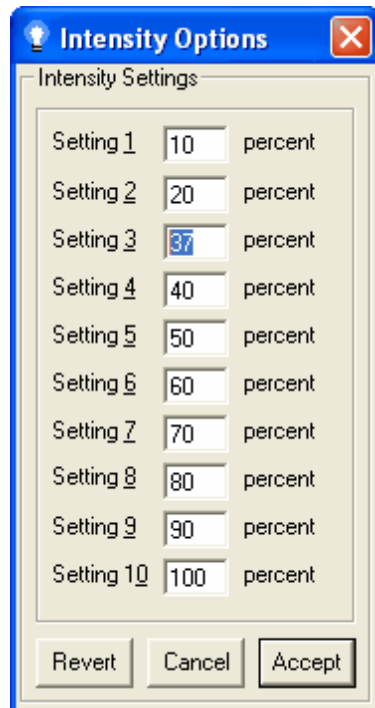 Intensity Options
Intensity Settings
Setting 1 10 percent
Setting 2 20 percent
Setting 3 37 percent
Setting 4 40 percent
Setting 5 50 percent
Setting 6 60 percent
Setting 7 70 percent
Setting 8 80 percent
Setting 9 90 percent
Setting 10 100 percent
Revert Cancel Accept